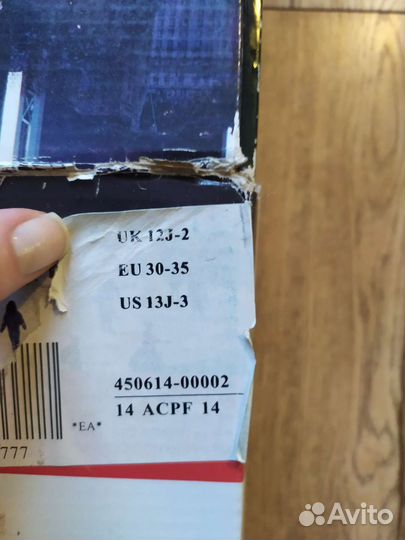 UK 12J-2
EU 30-35
US 13J-3
450614-00002
14 ACPF 14
*EA*
777
Avito